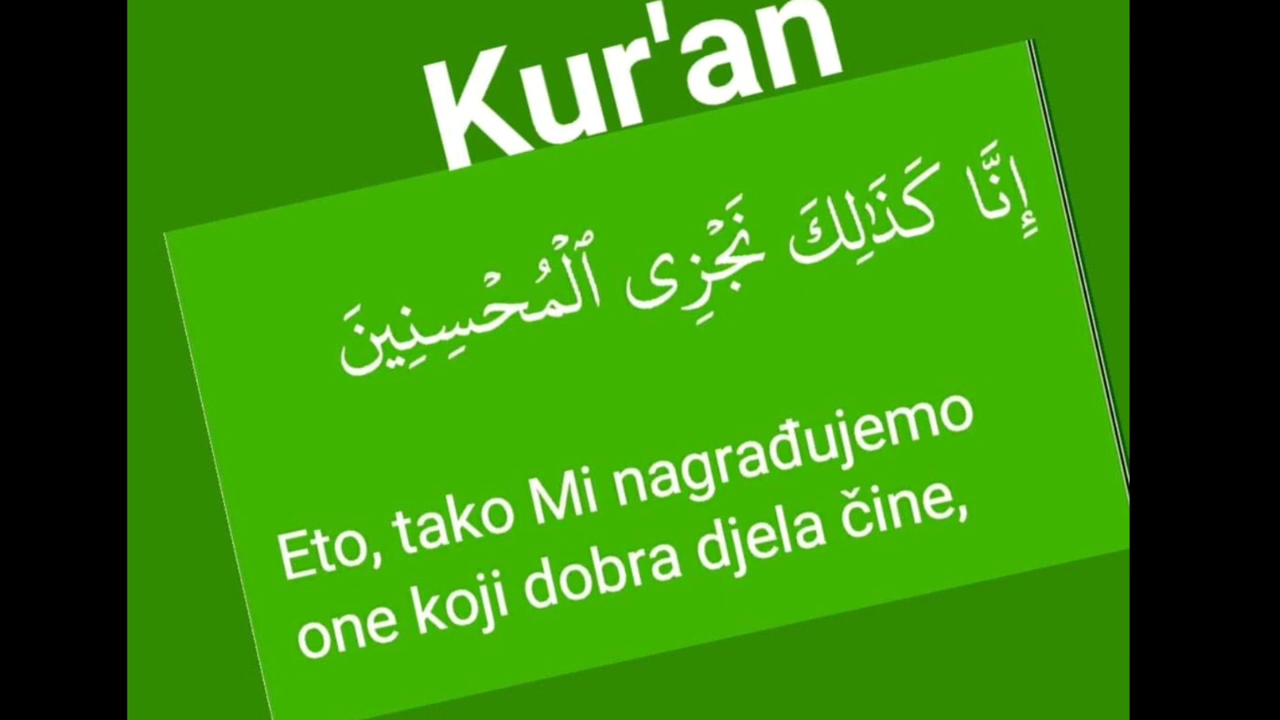 Kur'an
إِنَّا كَذَٰلِكَ نَجْزِى ٱلْمُحْسِنِينَ
Eto, tako Mi nagrađujemo
one koji dobra djela čine,